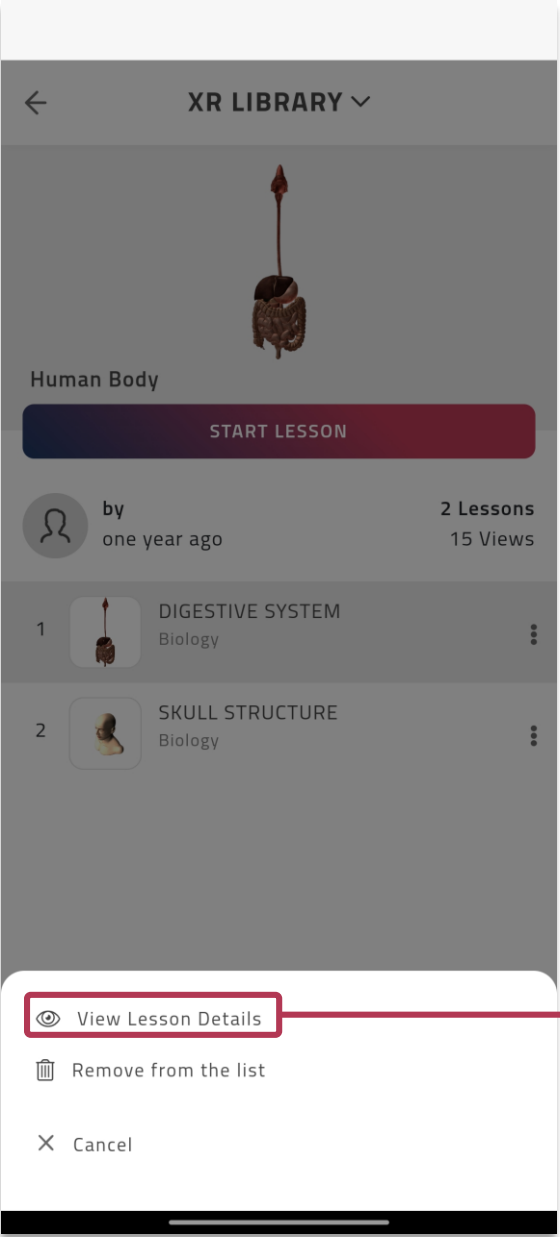 XR LIBRARY
Human Body
START LESSON
by
2 Lessons
one year ago
15 Views
1
DIGESTIVE SYSTEM
Biology
2
SKULL STRUCTURE
Biology
View Lesson Details
Remove from the list
Cancel